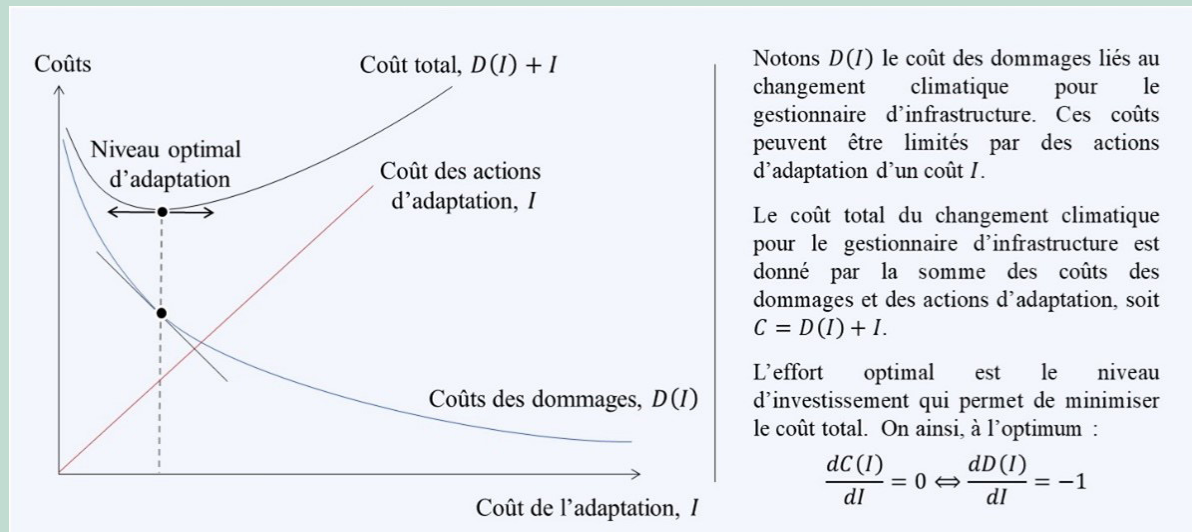 Coûts
Coût total, D(I) + I
Niveau optimal
d’adaptation
Coût des actions
d’adaptation, I
Coûts des dommages, D(I)
Coût de l’adaptation, I
Notons D(I) le coût des dommages liés au
changement climatique pour le
gestionnaire d’infrastructure. Ces coûts
peuvent être limités par des actions
d’adaptation d’un coût I.
Le coût total du changement climatique
pour le gestionnaire d’infrastructure est
donné par la somme des coûts des
dommages et des actions d’adaptation, soit
C = D(I) + I.
L’effort optimal est le niveau
d’investissement qui permet de minimiser
le coût total. On ainsi, à l’optimum :
dC(I)/dI = 0 ⇔ dD(I)/dI = −1